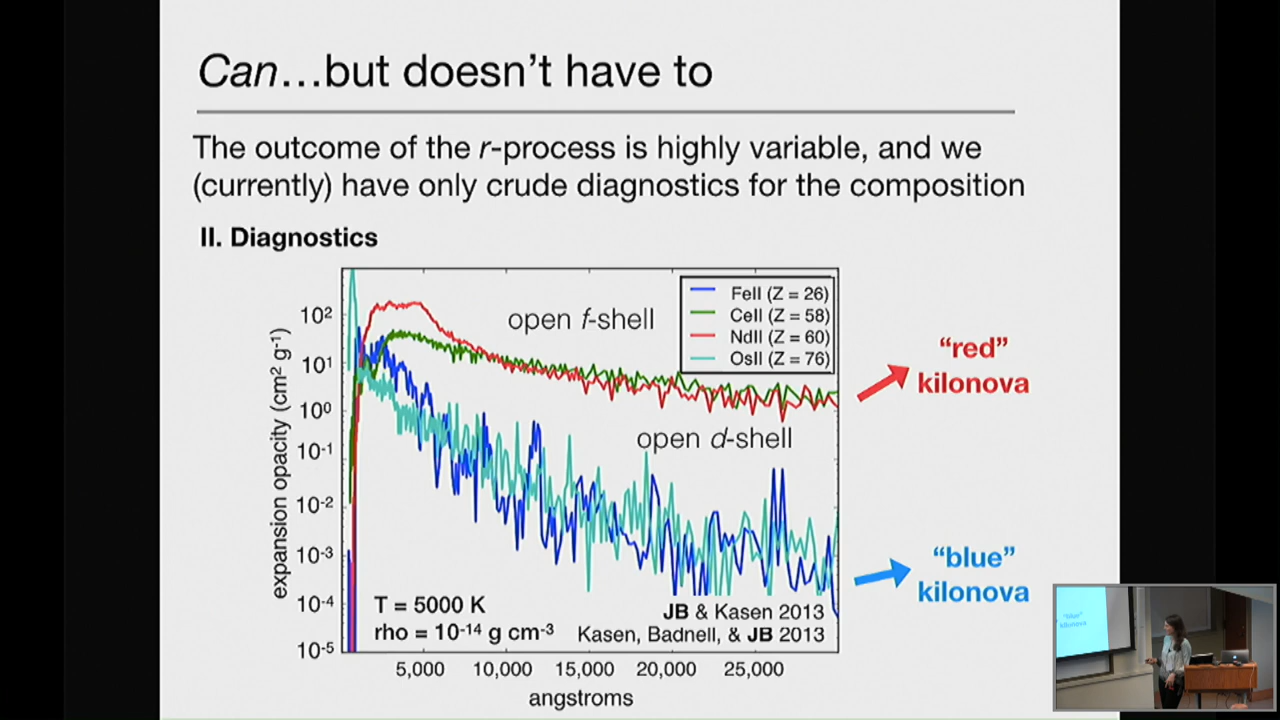 Can...but doesn't have to
The outcome of the r-process is highly variable, and we
(currently) have only crude diagnostics for the composition
II. Diagnostics
expansion opacity (cm² g⁻¹)
10²
10¹
10⁰
10⁻¹
10⁻²
10⁻³
10⁻⁴
10⁻⁵
open f-shell
FeII (Z = 26)
CeII (Z = 58)
NdII (Z = 60)
OsII (Z = 76)
open d-shell
T = 5000 K
rho = 10⁻¹⁴ g cm⁻³
JB & Kasen 2013
Kasen, Badnell, & JB 2013
5,000
10,000
15,000
20,000
25,000
angstroms
“red”
kilonova
“blue”
kilonova
“blue”
kilonova